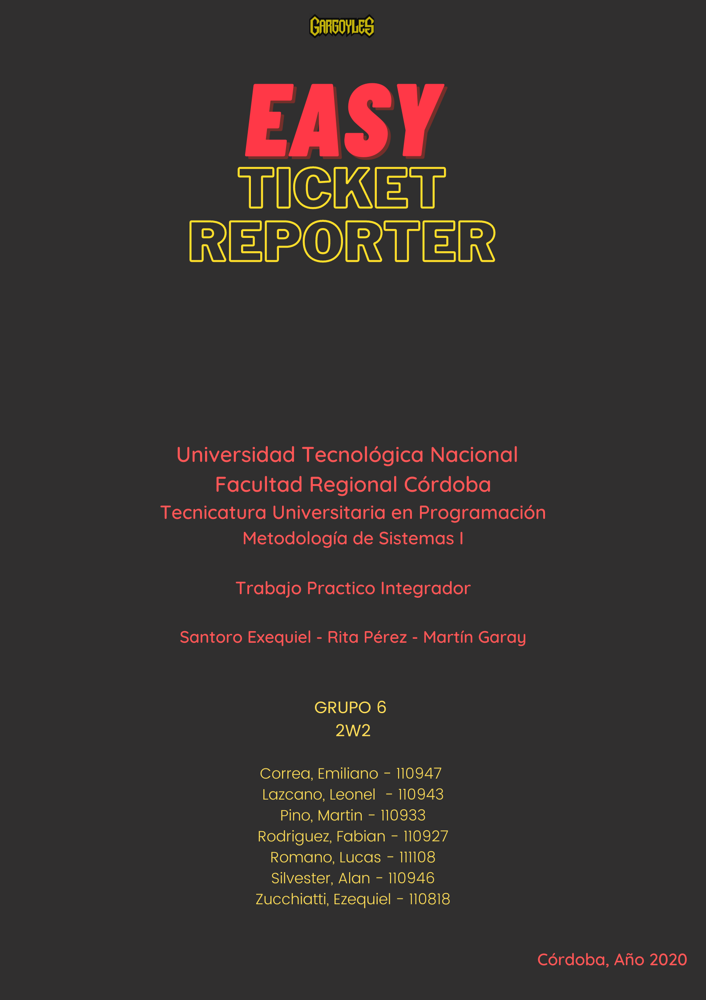 GARGOYLES
EASY
TICKET
REPORTER
Universidad Tecnológica Nacional
Facultad Regional Córdoba
Tecnicatura Universitaria en Programación
Metodología de Sistemas I
Trabajo Practico Integrador
Santoro Exequiel - Rita Pérez - Martín Garay
GRUPO 6
2W2
Correa, Emiliano - 110947
Lazcano, Leonel  - 110943
Pino, Martin - 110933
Rodriguez, Fabian - 110927
Romano, Lucas - 111108
Silvester, Alan - 110946
Zucchiatti, Ezequiel - 110818
Córdoba, Año 2020